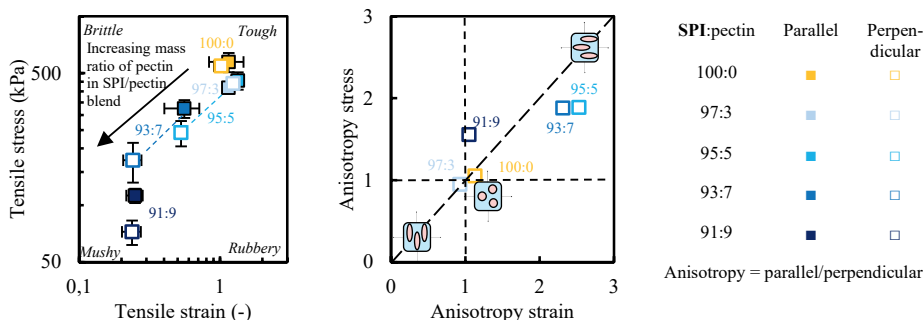 Brittle
Tough
Increasing mass
ratio of pectin
in SPI/pectin
blend
100:0
97:3
95:5
93:7
91:9
Mushy
Rubbery
500
50
0,1
1
Tensile stress (kPa)
Tensile strain (-)
3
2
1
0
0
1
2
3
95:5
93:7
91:9
97:3
100:0
Anisotropy stress
Anisotropy strain
SPI:pectin Parallel Perpen-
dicular
100:0
97:3
95:5
93:7
91:9
Anisotropy = parallel/perpendicular